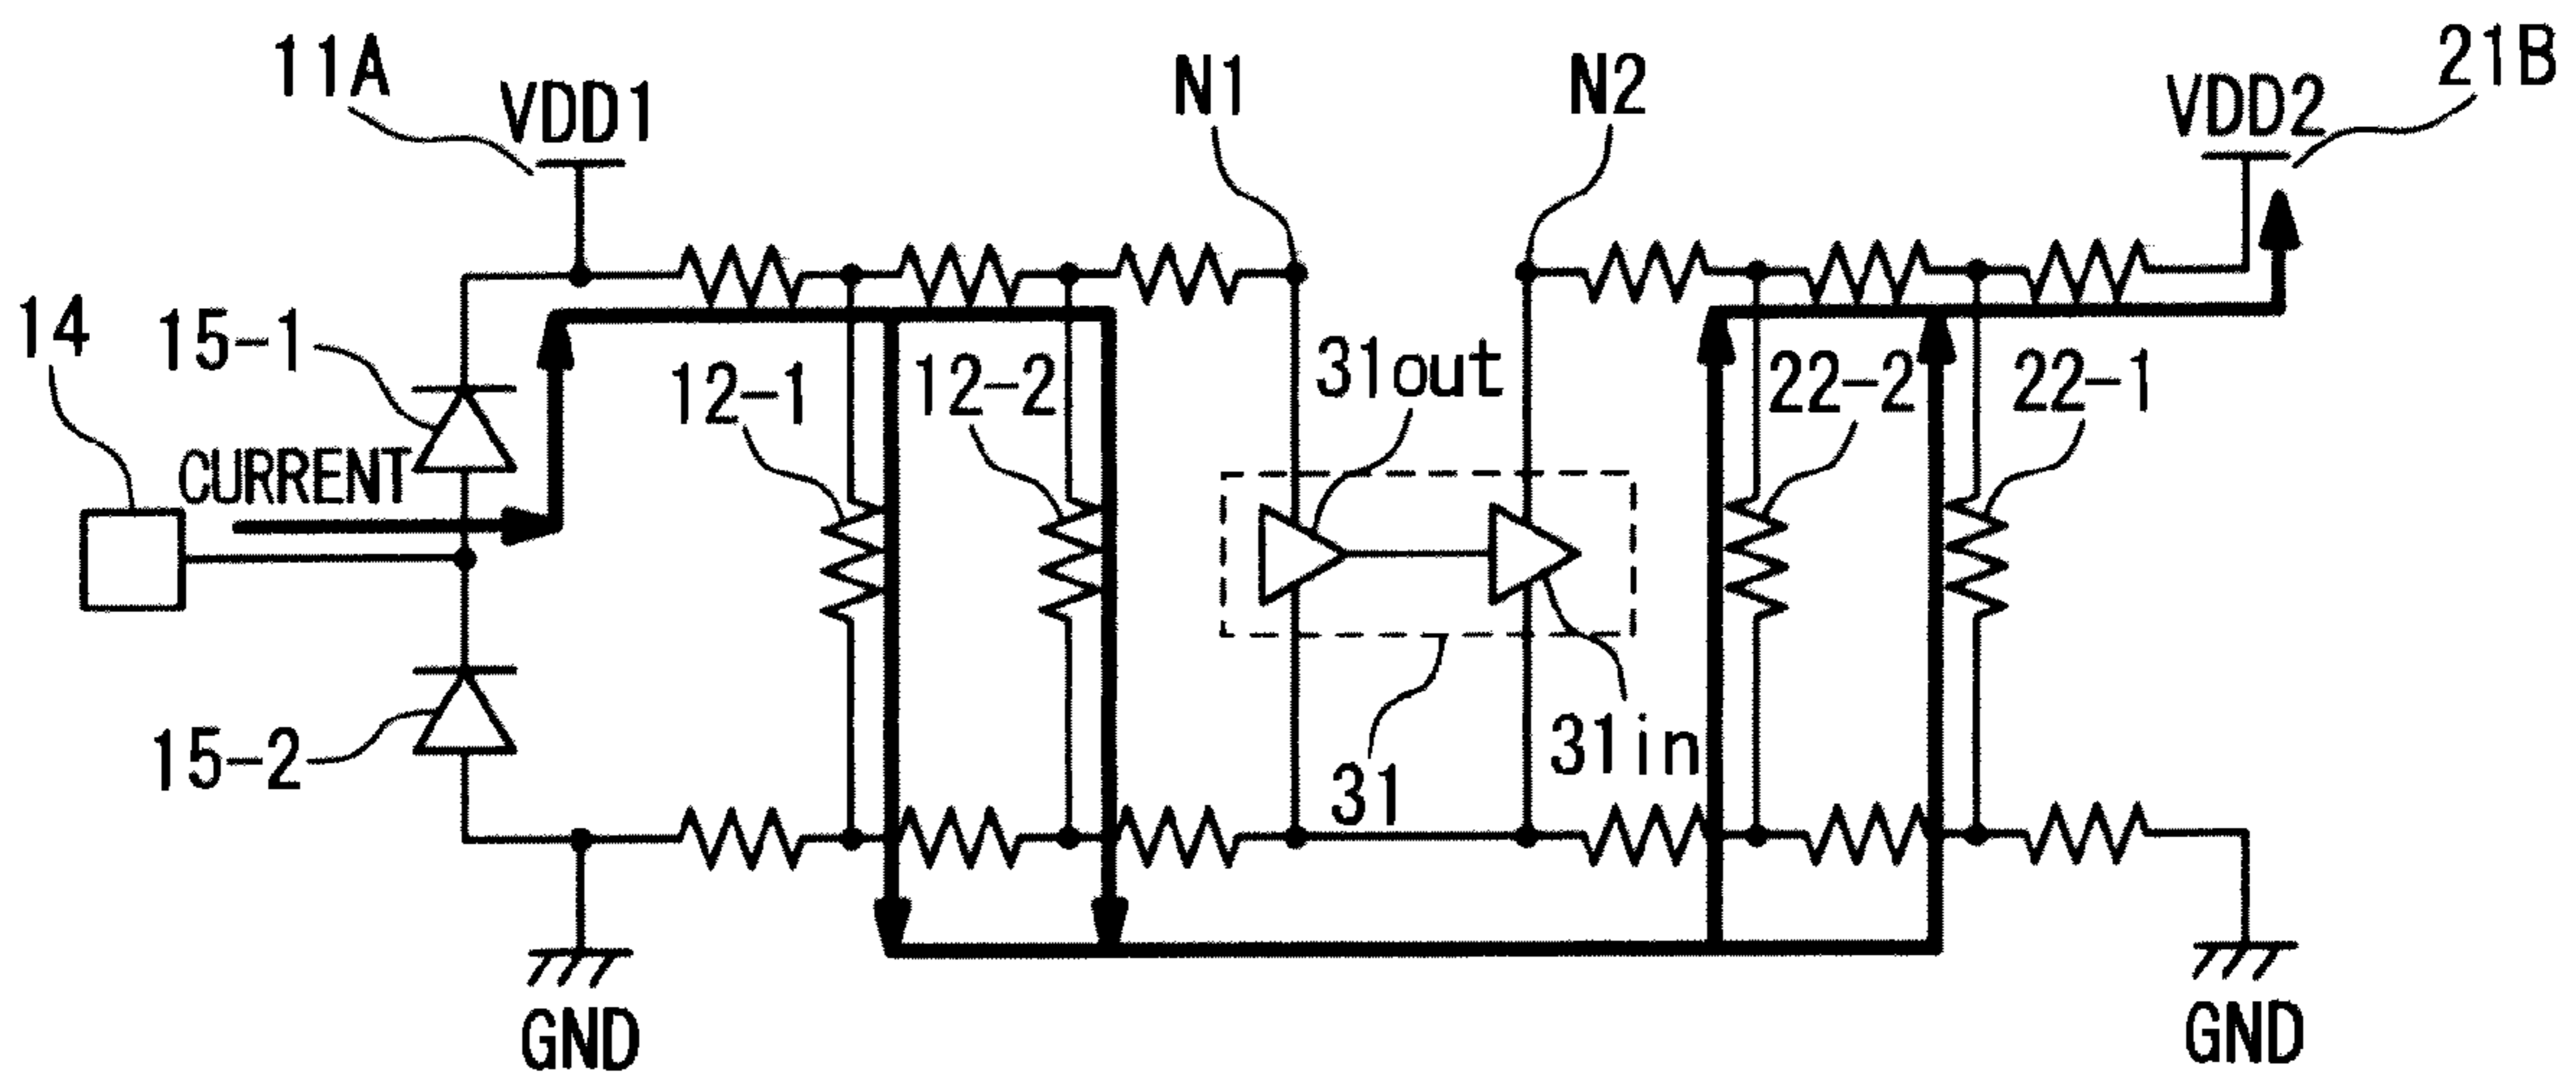 11A
VDD1
N1
N2
VDD2
21B
14
15-1
12-1
12-2
31out
22-2
22-1
CURRENT
15-2
31
31in
GND
GND